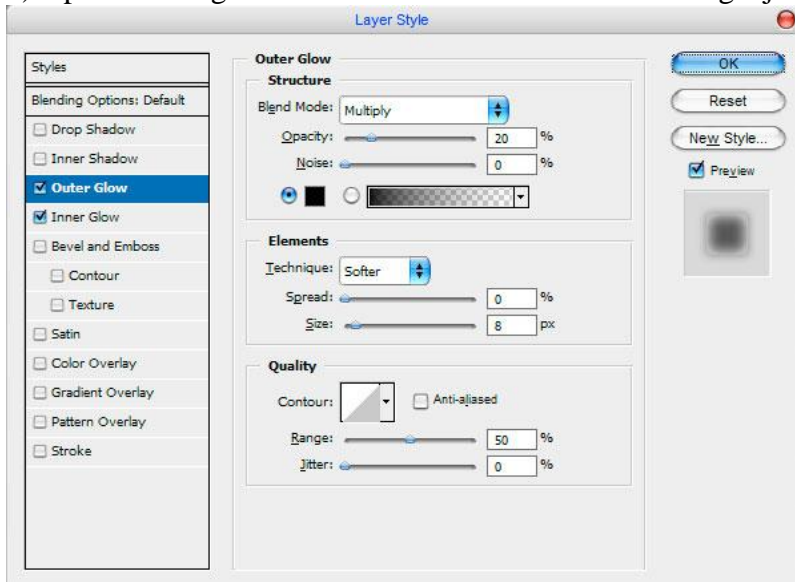 Layer Style
Styles
Blending Options: Default
Drop Shadow
Inner Shadow
Outer Glow
Inner Glow
Bevel and Emboss
Contour
Texture
Satin
Color Overlay
Gradient Overlay
Pattern Overlay
Stroke
Outer Glow
Structure
Blend Mode: Multiply
Opacity: 20 %
Noise: 0 %
Elements
Technique: Softer
Spread: 0 %
Size: 8 px
Quality
Contour: Anti-aliased
Range: 50 %
Jitter: 0 %
OK
Reset
New Style...
Preview